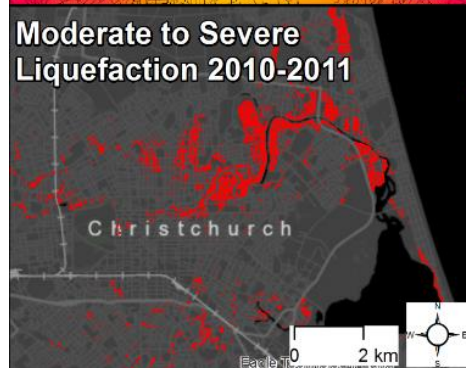 Moderate to Severe
Liquefaction 2010-2011
Christchurch
N
W E
S
0 2 km